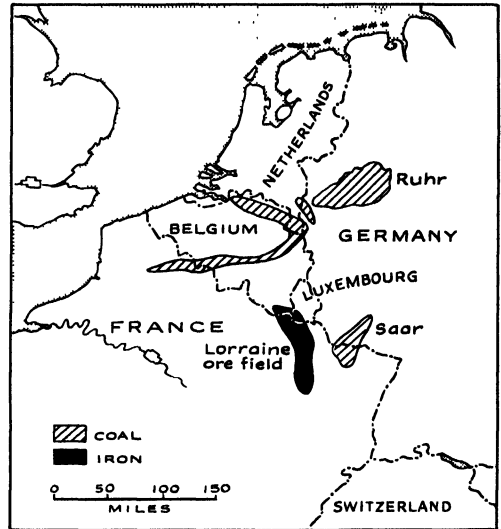 NETHERLANDS
Ruhr
BELGIUM
GERMANY
LUXEMBOURG
FRANCE
Saar
Lorraine
ore field
COAL
IRON
0 50 100 150
MILES
SWITZERLAND